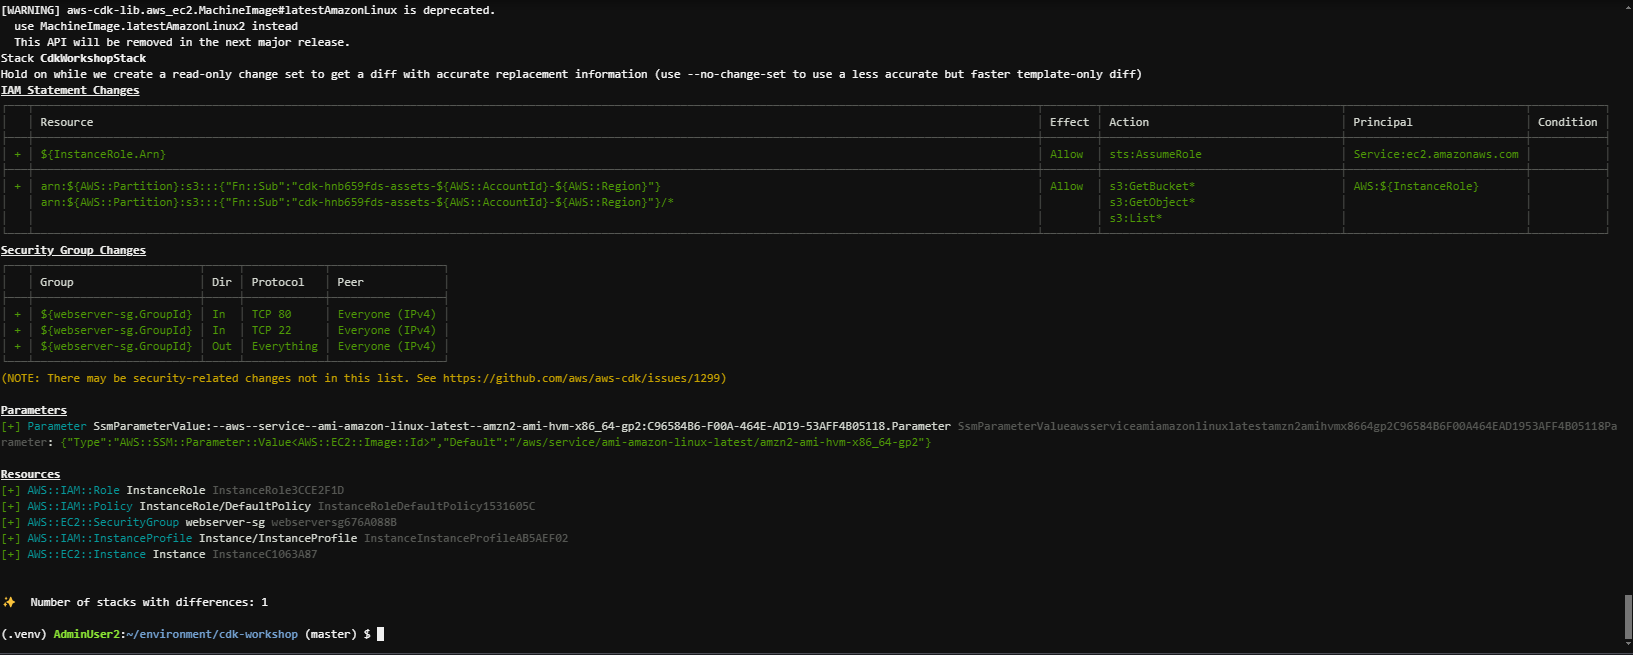 [WARNING] aws-cdk-lib.aws_ec2.MachineImage#latestAmazonLinux is deprecated.
  use MachineImage.latestAmazonLinux2 instead
  This API will be removed in the next major release.
Stack CdkWorkshopStack
Hold on while we create a read-only change set to get a diff with accurate replacement information (use --no-change-set to use a less accurate but faster template-only diff)
IAM Statement Changes
Resource Effect Action Principal Condition
+ ${InstanceRole.Arn} Allow sts:AssumeRole Service:ec2.amazonaws.com
+ arn:${AWS::Partition}:s3:::{"Fn::Sub":"cdk-hnb659fds-assets-${AWS::AccountId}-${AWS::Region}"} Allow s3:GetBucket* AWS:${InstanceRole}
arn:${AWS::Partition}:s3:::{"Fn::Sub":"cdk-hnb659fds-assets-${AWS::AccountId}-${AWS::Region}"}/* s3:GetObject*
s3:List*
Security Group Changes
Group Dir Protocol Peer
+ ${webserver-sg.GroupId} In TCP 80 Everyone (IPv4)
+ ${webserver-sg.GroupId} In TCP 22 Everyone (IPv4)
+ ${webserver-sg.GroupId} Out Everything Everyone (IPv4)
(NOTE: There may be security-related changes not in this list. See https://github.com/aws/aws-cdk/issues/1299)
Parameters
[+] Parameter SsmParameterValue:--aws--service--ami-amazon-linux-latest--amzn2-ami-hvm-x86_64-gp2:C96584B6-F00A-464E-AD19-53AFF4B05118.Parameter SsmParameterValueawsserviceamiamazonlinuxlatestamzn2amihvmx8664gp2C96584B6F00A464EAD1953AFF4B05118Pa
rameter: {"Type":"AWS::SSM::Parameter::Value<AWS::EC2::Image::Id>","Default":"/aws/service/ami-amazon-linux-latest/amzn2-ami-hvm-x86_64-gp2"}
Resources
[+] AWS::IAM::Role InstanceRole InstanceRole3CCE2F1D
[+] AWS::IAM::Policy InstanceRole/DefaultPolicy InstanceRoleDefaultPolicy1531605C
[+] AWS::EC2::SecurityGroup webserver-sg webserversg676A088B
[+] AWS::IAM::InstanceProfile Instance/InstanceProfile InstanceInstanceProfileAB5AEF02
[+] AWS::EC2::Instance Instance InstanceC1063A87
✨  Number of stacks with differences: 1
(.venv) AdminUser2:~/environment/cdk-workshop (master) $